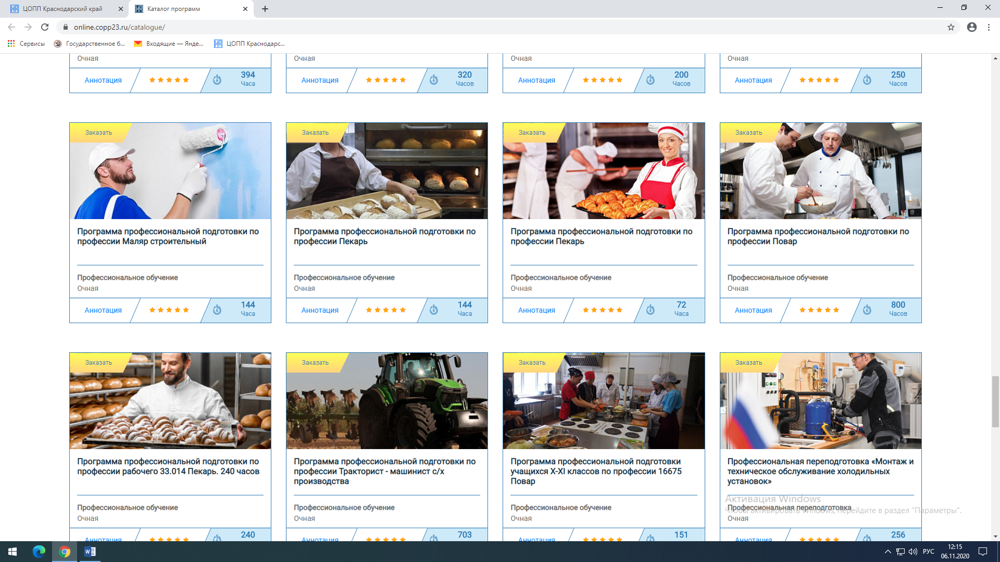 ЦОПП Краснодарский край
Каталог программ
online.copp23.ru/catalogue/
Сервисы
Государственное б...
Входящие — Янде...
ЦОПП Краснодарс...
Очная
Очная
Очная
Очная
Аннотация
394
Часа
Аннотация
320
Часов
Аннотация
200
Часов
Аннотация
250
Часов
Заказать
Программа профессиональной подготовки по
профессии Маляр строительный
Профессиональное обучение
Очная
Аннотация
144
Часа
Заказать
Программа профессиональной подготовки по
профессии Пекарь
Профессиональное обучение
Очная
Аннотация
144
Часа
Заказать
Программа профессиональной подготовки по
профессии Пекарь
Профессиональное обучение
Очная
Аннотация
72
Часа
Заказать
Программа профессиональной подготовки по
профессии Повар
Профессиональное обучение
Очная
Аннотация
800
Часов
Заказать
Программа профессиональной подготовки по
профессии рабочего 33.014 Пекарь. 240 часов
Профессиональное обучение
Очная
Аннотация
240
Заказать
Программа профессиональной подготовки по
профессии Тракторист - машинист с/х
производства
Профессиональное обучение
Очная
Аннотация
703
Заказать
Программа профессиональной подготовки
учащихся X-XI классов по профессии 16675
Повар
Профессиональное обучение
Очная
Аннотация
151
Заказать
Профессиональная переподготовка «Монтаж и
техническое обслуживание холодильных
установок»
Профессиональная переподготовка
Очная
Аннотация
256
Активация Windows
Чтобы активировать Windows, перейдите в раздел "Параметры".
РУС
12:15
06.11.2020